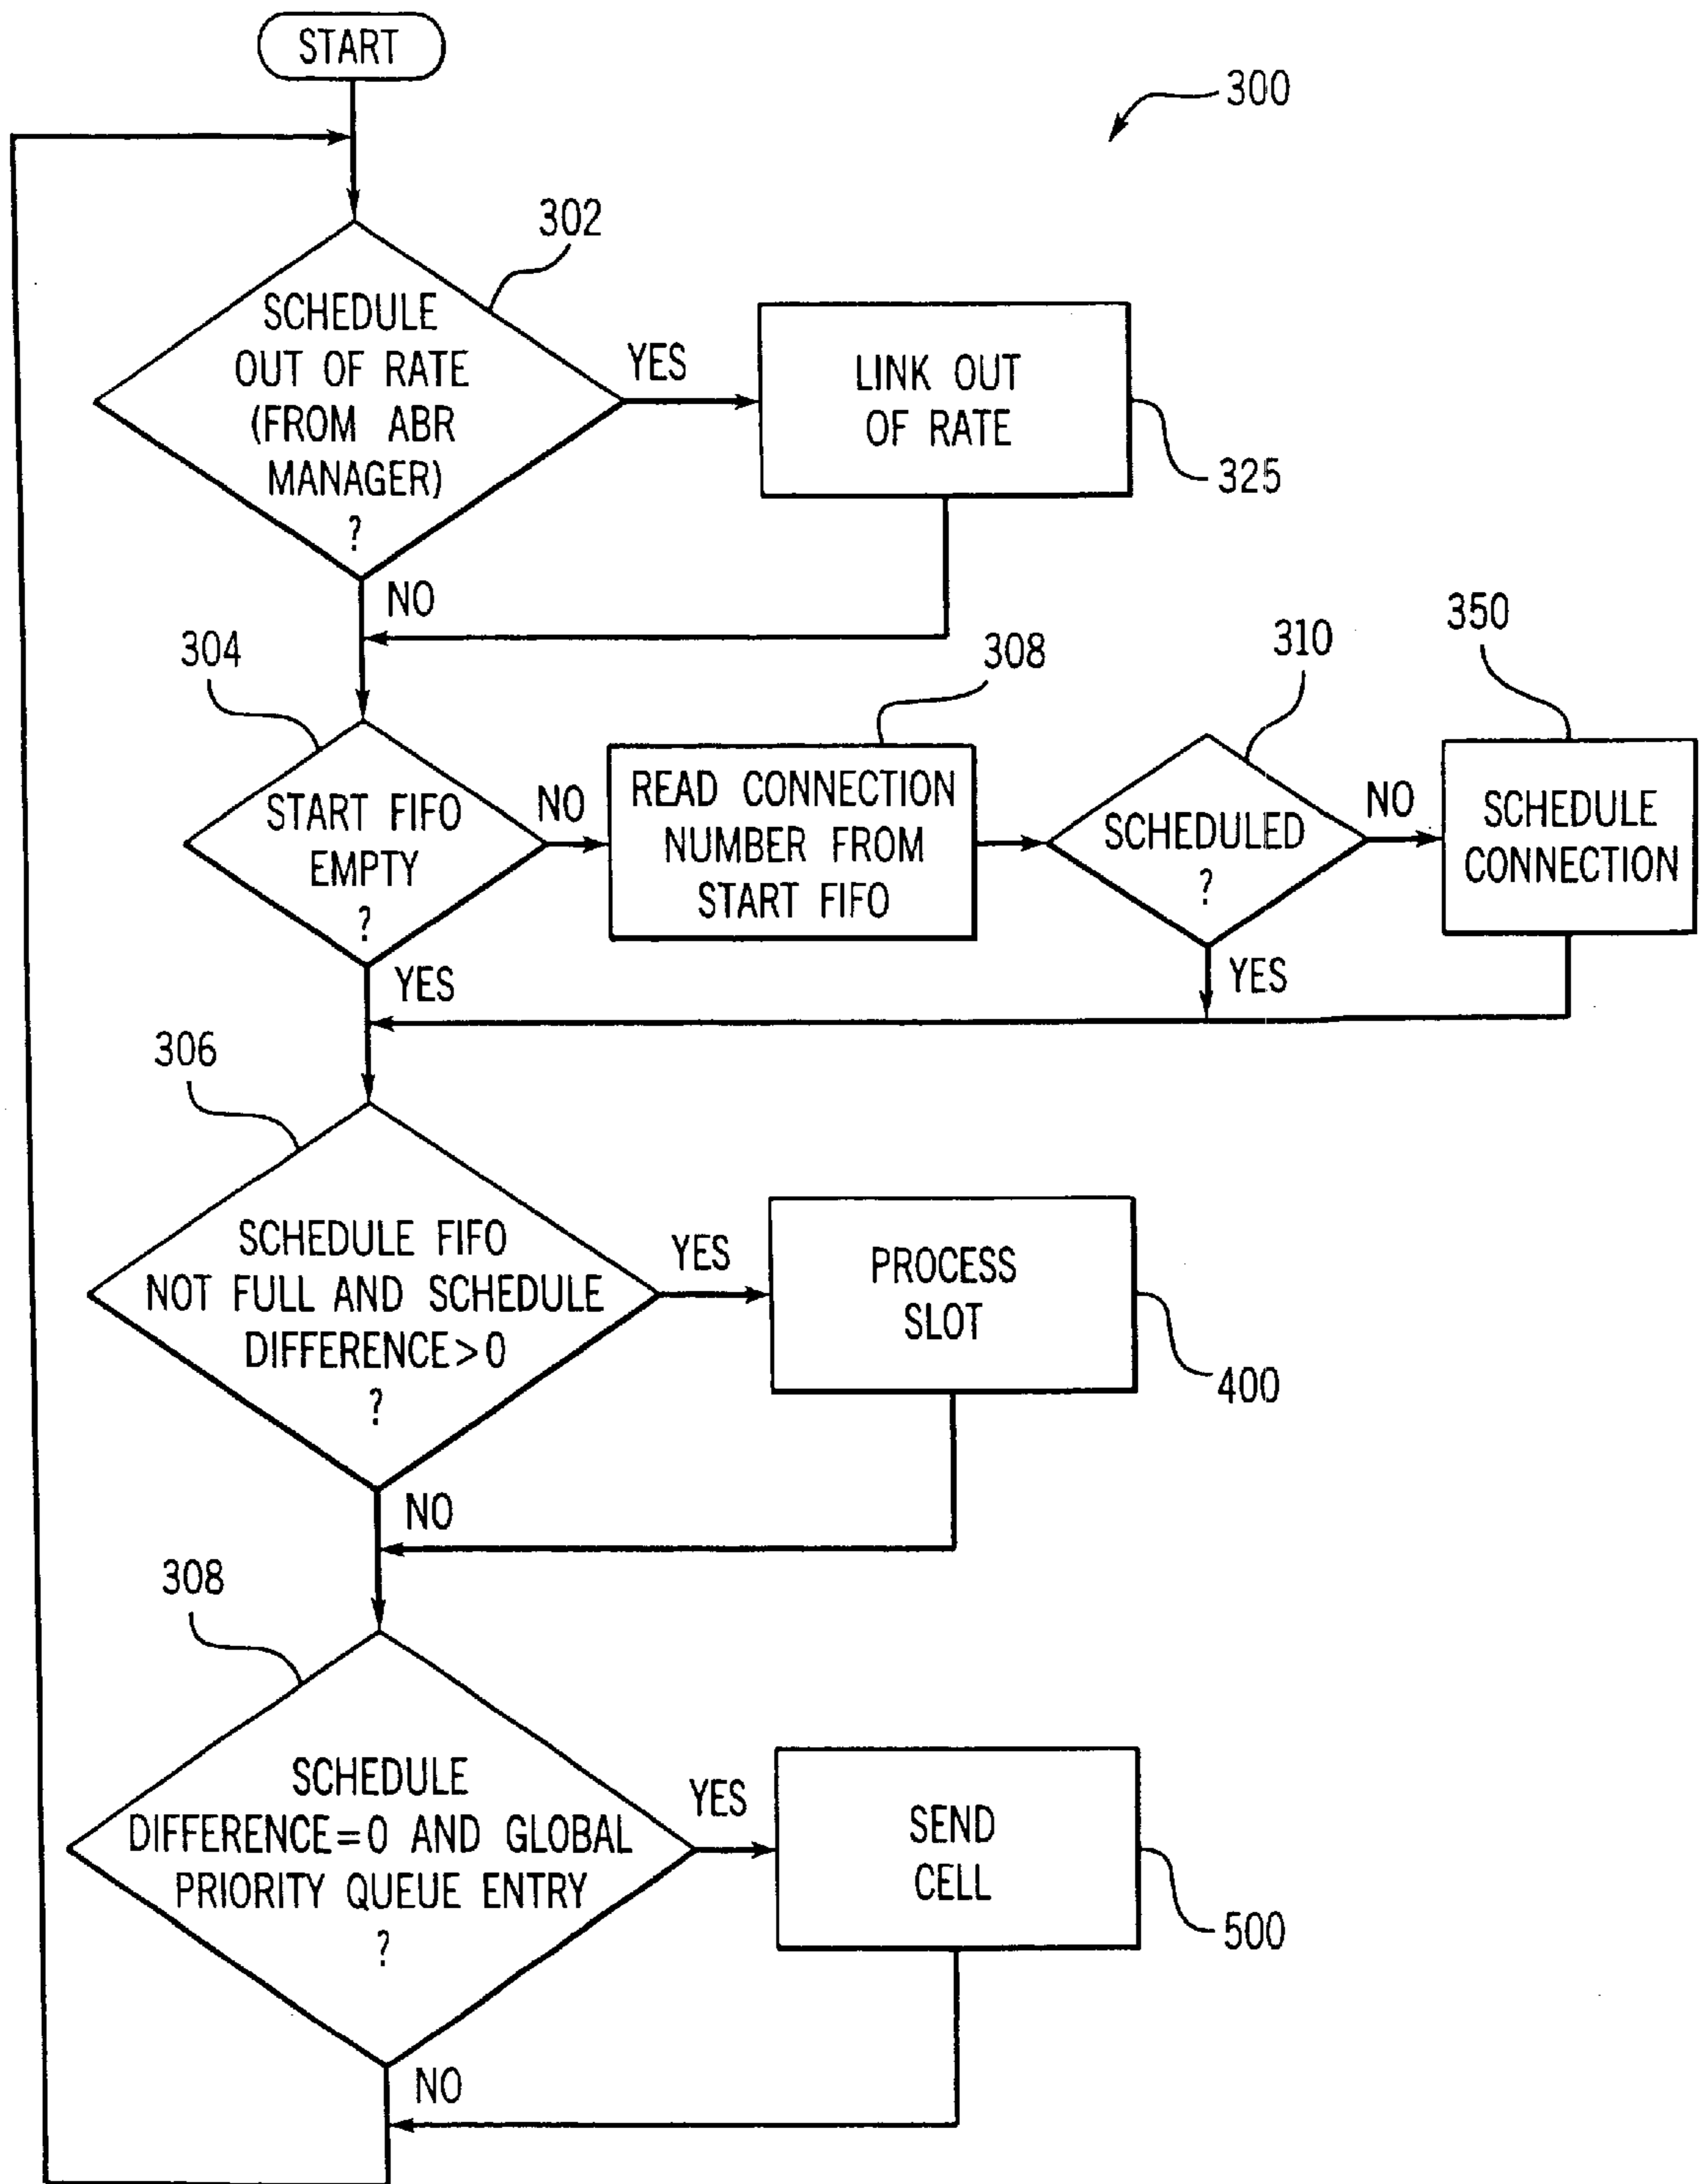 START
300
302
SCHEDULE
OUT OF RATE
(FROM ABR
MANAGER)
?
YES
LINK OUT
OF RATE
325
NO
304
START FIFO
EMPTY
?
NO
308
READ CONNECTION
NUMBER FROM
START FIFO
310
SCHEDULED
?
NO
350
SCHEDULE
CONNECTION
YES
YES
306
SCHEDULE FIFO
NOT FULL AND SCHEDULE
DIFFERENCE>0
?
YES
PROCESS
SLOT
400
NO
308
SCHEDULE
DIFFERENCE=0 AND GLOBAL
PRIORITY QUEUE ENTRY
?
YES
SEND
CELL
500
NO